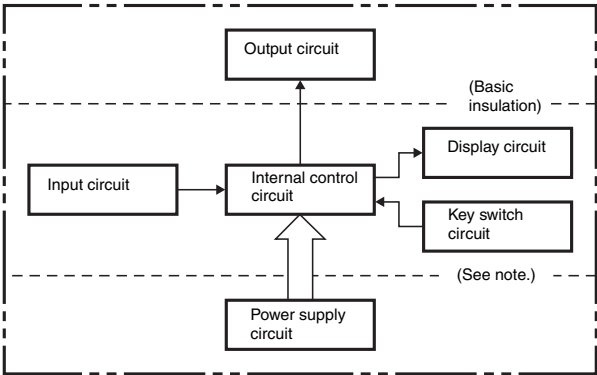 Output circuit
(Basic
insulation)
Display circuit
Input circuit
Internal control
circuit
Key switch
circuit
(See note.)
Power supply
circuit